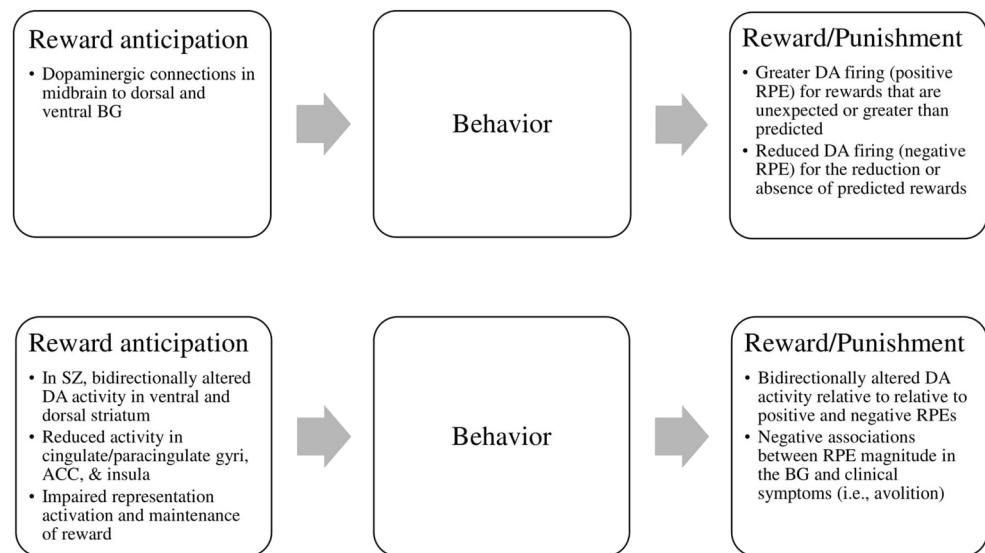 Reward anticipation
• Dopaminergic connections in
midbrain to dorsal and
ventral BG
Behavior
Reward/Punishment
• Greater DA firing (positive
RPE) for rewards that are
unexpected or greater than
predicted
• Reduced DA firing (negative
RPE) for the reduction or
absence of predicted rewards
Reward anticipation
• In SZ, bidirectionally altered
DA activity in ventral and
dorsal striatum
• Reduced activity in
cingulate/paracingulate gyri,
ACC, & insula
• Impaired representation
activation and maintenance
of reward
Behavior
Reward/Punishment
• Bidirectionally altered DA
activity relative to relative to
positive and negative RPEs
• Negative associations
between RPE magnitude in
the BG and clinical
symptoms (i.e., avolition)